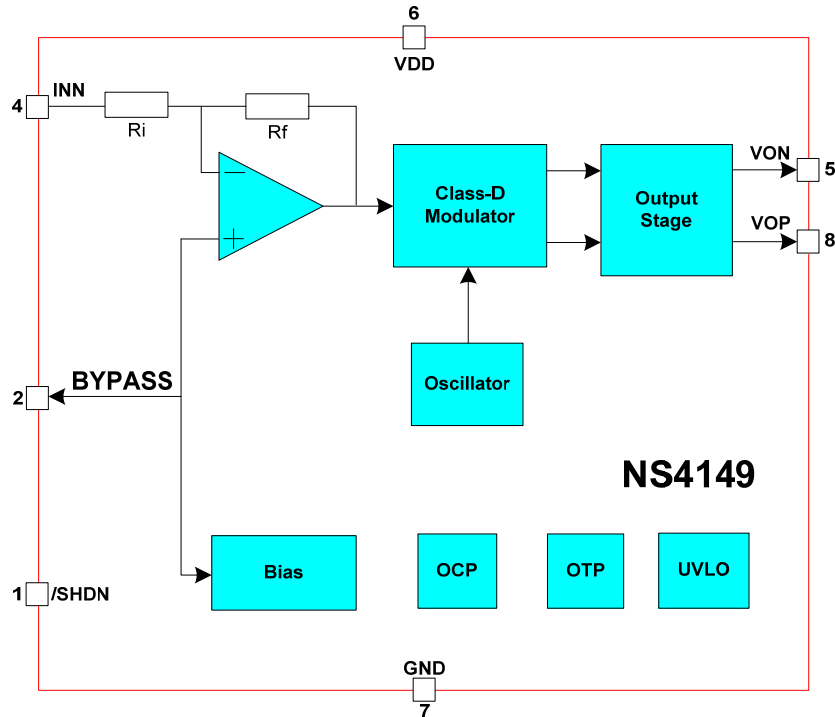 6
VDD
4
INN
Ri
Rf
Class-D
Modulator
Output
Stage
VON
5
VOP
8
Oscillator
2
BYPASS
NS4149
Bias
OCP
OTP
UVLO
1
/SHDN
GND
7